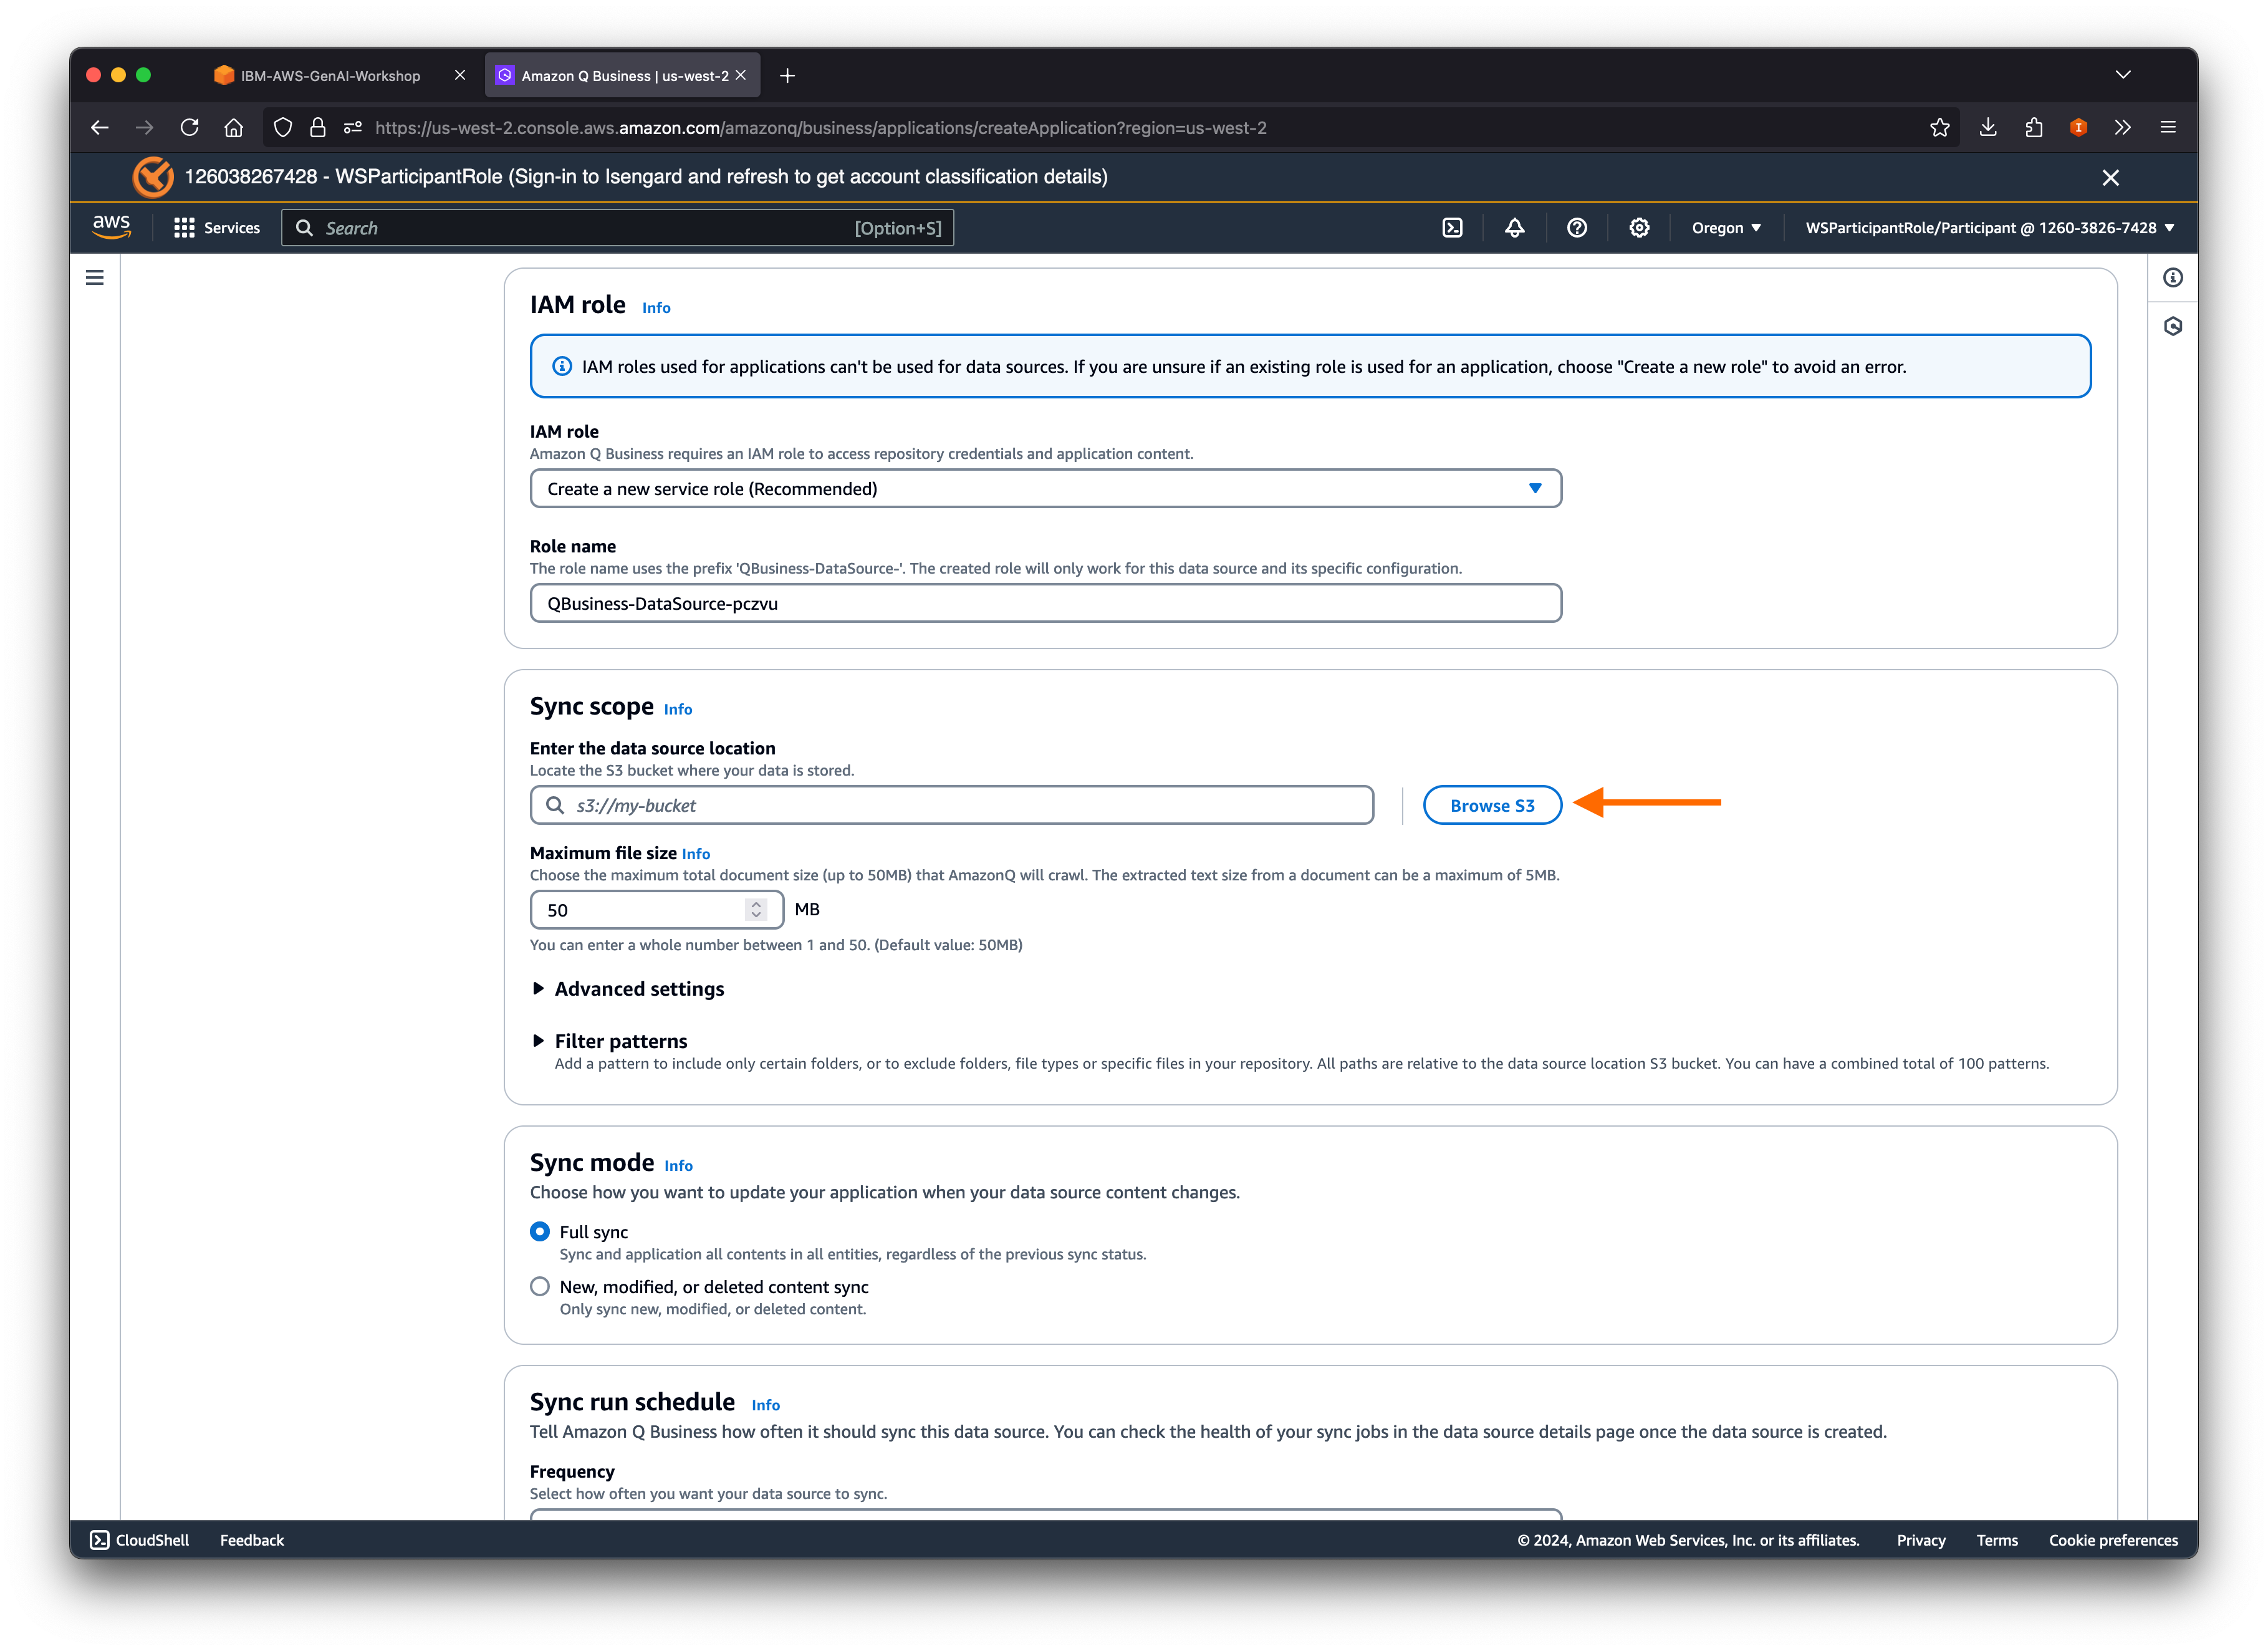 IBM-AWS-GenAI-Workshop
Amazon Q Business | us-west-2
https://us-west-2.console.aws.amazon.com/amazonq/business/applications/createApplication?region=us-west-2
126038267428 - WSParticipantRole (Sign-in to Isengard and refresh to get account classification details)
aws
Services
Search
[Option+S]
Oregon
WSParticipantRole/Participant @ 1260-3826-7428
IAM role Info
IAM roles used for applications can't be used for data sources. If you are unsure if an existing role is used for an application, choose "Create a new role" to avoid an error.
IAM role
Amazon Q Business requires an IAM role to access repository credentials and application content.
Create a new service role (Recommended)
Role name
The role name uses the prefix 'QBusiness-DataSource-'. The created role will only work for this data source and its specific configuration.
QBusiness-DataSource-pczvu
Sync scope Info
Enter the data source location
Locate the S3 bucket where your data is stored.
s3://my-bucket
Browse S3
Maximum file size Info
Choose the maximum total document size (up to 50MB) that AmazonQ will crawl. The extracted text size from a document can be a maximum of 5MB.
50 MB
You can enter a whole number between 1 and 50. (Default value: 50MB)
Advanced settings
Filter patterns
Add a pattern to include only certain folders, or to exclude folders, file types or specific files in your repository. All paths are relative to the data source location S3 bucket. You can have a combined total of 100 patterns.
Sync mode Info
Choose how you want to update your application when your data source content changes.
Full sync
Sync and application all contents in all entities, regardless of the previous sync status.
New, modified, or deleted content sync
Only sync new, modified, or deleted content.
Sync run schedule Info
Tell Amazon Q Business how often it should sync this data source. You can check the health of your sync jobs in the data source details page once the data source is created.
Frequency
Select how often you want your data source to sync.
CloudShell
Feedback
© 2024, Amazon Web Services, Inc. or its affiliates.
Privacy
Terms
Cookie preferences